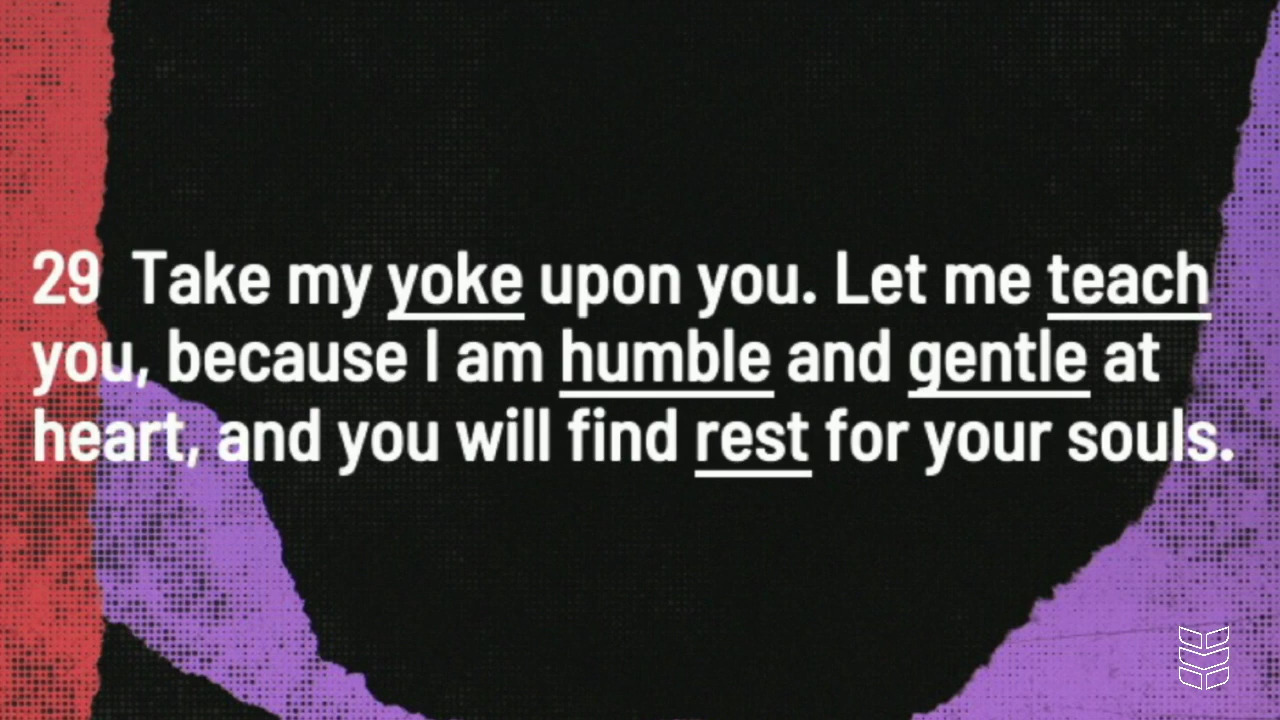 29 Take my yoke upon you. Let me teach
you, because I am humble and gentle at
heart, and you will find rest for your souls.